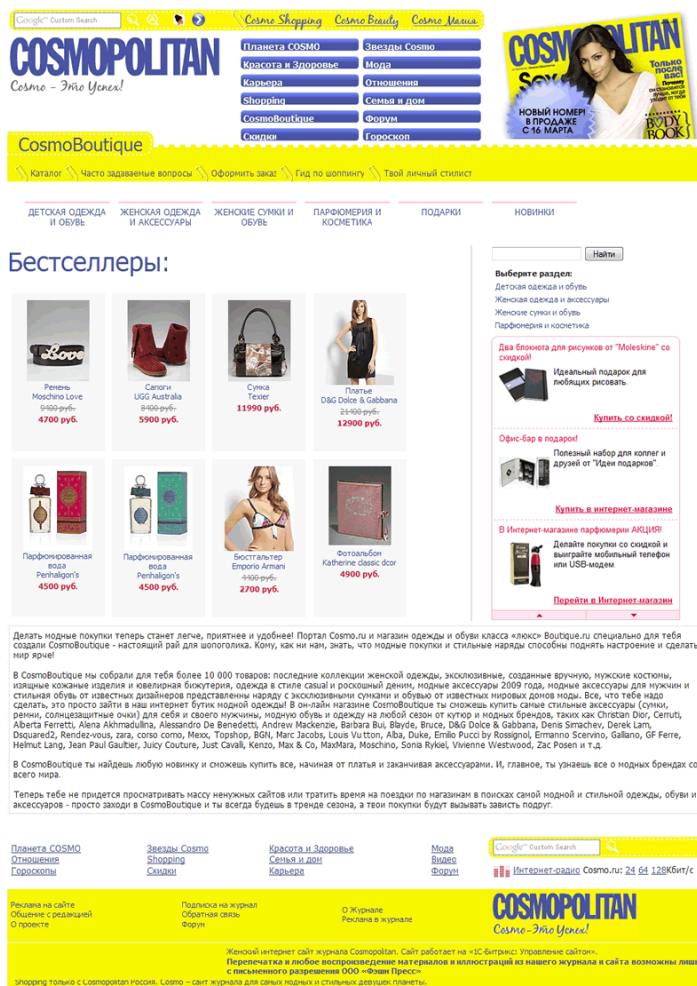 Google™ Custom Search
Cosmo Shopping Cosmo Beauty Cosmo Магия
COSMOPOLITAN
Cosmo - Это Успех!
Планета COSMO
Звезды Cosmo
Красота и Здоровье
Мода
Карьера
Отношения
Shopping
Семья и дом
CosmoBoutique
Форум
Скидки
Гороскоп
COSMOPOLITAN
Только после вас!
НОВЫЙ НОМЕР!
В ПРОДАЖЕ
С 16 МАРТА
BODY BOOK
CosmoBoutique
Каталог Часто задаваемые вопросы Оформить заказ Гид по шоппингу Твой личный стилист
ДЕТСКАЯ ОДЕЖДА И ОБУВЬ
ЖЕНСКАЯ ОДЕЖДА И АКСЕССУАРЫ
ЖЕНСКИЕ СУМКИ И ОБУВЬ
ПАРФЮМЕРИЯ И КОСМЕТИКА
ПОДАРКИ
НОВИНКИ
Бестселлеры:
Ремень
Moschino Love
9400 руб.
4700 руб.
Сапоги
UGG Australia
8400 руб.
5900 руб.
Сумка
Texier
11990 руб.
Платье
D&G Dolce & Gabbana
21400 руб.
12900 руб.
Парфюмированная
вода
Penhaligon's
4500 руб.
Парфюмированная
вода
Penhaligon's
4500 руб.
Бюстгальтер
Emporio Armani
4400 руб.
2700 руб.
Фотоальбом
Katherine classic dcor
4900 руб.
Найти
Выберите раздел:
Детская одежда и обувь
Женская одежда и аксессуары
Женские сумки и обувь
Парфюмерия и косметика
Два блокнота для рисунков от "Moleskine" со
скидкой!
Идеальный подарок для
любящих рисовать.
Купить со скидкой!
Офис-бар в подарок!
Полезный набор для коллег и
друзей от "Идеи подарков".
Купить в интернет-магазине
В Интернет-магазине парфюмерии АКЦИЯ!
Делайте покупки со скидкой и
выиграйте мобильный телефон
или USB-модем.
Перейти в Интернет-магазин
Делать модные покупки теперь станет легче, приятнее и удобнее! Портал Cosmo.ru и магазин одежды и обуви класса «люкс» Boutique.ru специально для тебя
создали CosmoBoutique - настоящий рай для шопоголика. Кому, как ни нам, знать, что модные покупки и стильные наряды способны поднять настроение и сделать
мир ярче!
В CosmoBoutique мы собрали для тебя более 10 000 товаров: последние коллекции женской одежды, эксклюзивные, созданные вручную, мужские костюмы,
изящные кожаные изделия и ювелирная бижутерия, одежда в стиле casual и роскошный деним, модные аксессуары 2009 года, модные аксессуары для мужчин и
стильная обувь от известных дизайнеров представлены наряду с эксклюзивными сумками и обувью от известных мировых домов моды. Все, что тебе надо
сделать, это просто зайти в наш интернет бутик модной одежды! В он-лайн магазине CosmoBoutique ты сможешь купить самые стильные аксессуары (сумки,
ремни, солнцезащитные очки) для себя и своего мужчины, модную обувь и одежду на любой сезон от кутюр и модных брендов, таких как Christian Dior, Cerruti,
Alberta Ferretti, Alena Akhmadulina, Alessandro De Benedetti, Andrew Mackenzie, Barbara Bui, Blayde, Bruce, D&G Dolce & Gabbana, Denis Simachev, Derek Lam,
Dsquared2, Rendez-vous, zara, corso como, Mexx, Topshop, BGN, Marc Jacobs, Louis Vutton, Alba, Duke, Emilio Pucci by Rossignol, Ermanno Scervino, Galliano, GF Ferre,
Helmut Lang, Jean Paul Gaultier, Juicy Couture, Just Cavalli, Kenzo, Max & Co, MaxMara, Moschino, Sonia Rykiel, Vivienne Westwood, Zac Posen и т.д.
В CosmoBoutique ты найдешь любую новинку и сможешь купить все, начиная от платья и заканчивая аксессуарами. И, главное, ты узнаешь все о модных брендах со
всего мира.
Теперь тебе не придется просматривать массу ненужных сайтов или тратить время на поездки по магазинам в поисках самой модной и стильной одежды, обуви и
аксессуаров - просто заходи в CosmoBoutique и ты всегда будешь в тренде сезона, а твои покупки будут вызывать зависть подруг.
Планета COSMO
Звезды Cosmo
Красота и Здоровье
Мода
Отношения
Shopping
Семья и дом
Видео
Гороскопы
Скидки
Карьера
Форум
Google™ Custom Search
Интернет-радио Cosmo.ru: 24 64 128Кбит/с
Реклама на сайте
Общение с редакцией
О проекте
Подписка на журнал
Обратная связь
Форум
О Журнале
Реклама в журнале
COSMOPOLITAN
Cosmo-Это Успех!
Женский интернет сайт журнала Cosmopolitan. Сайт работает на «1С-Битрикс: Управление сайтом».
Перепечатка и любое воспроизведение материалов и иллюстраций из нашего журнала и сайта возможны лиш
с письменного разрешения ООО «Фэшн Пресс»
Shopping только с Cosmopolitan Россия. Cosmo – сайт журнала для самых модных и стильных девушек планеты.